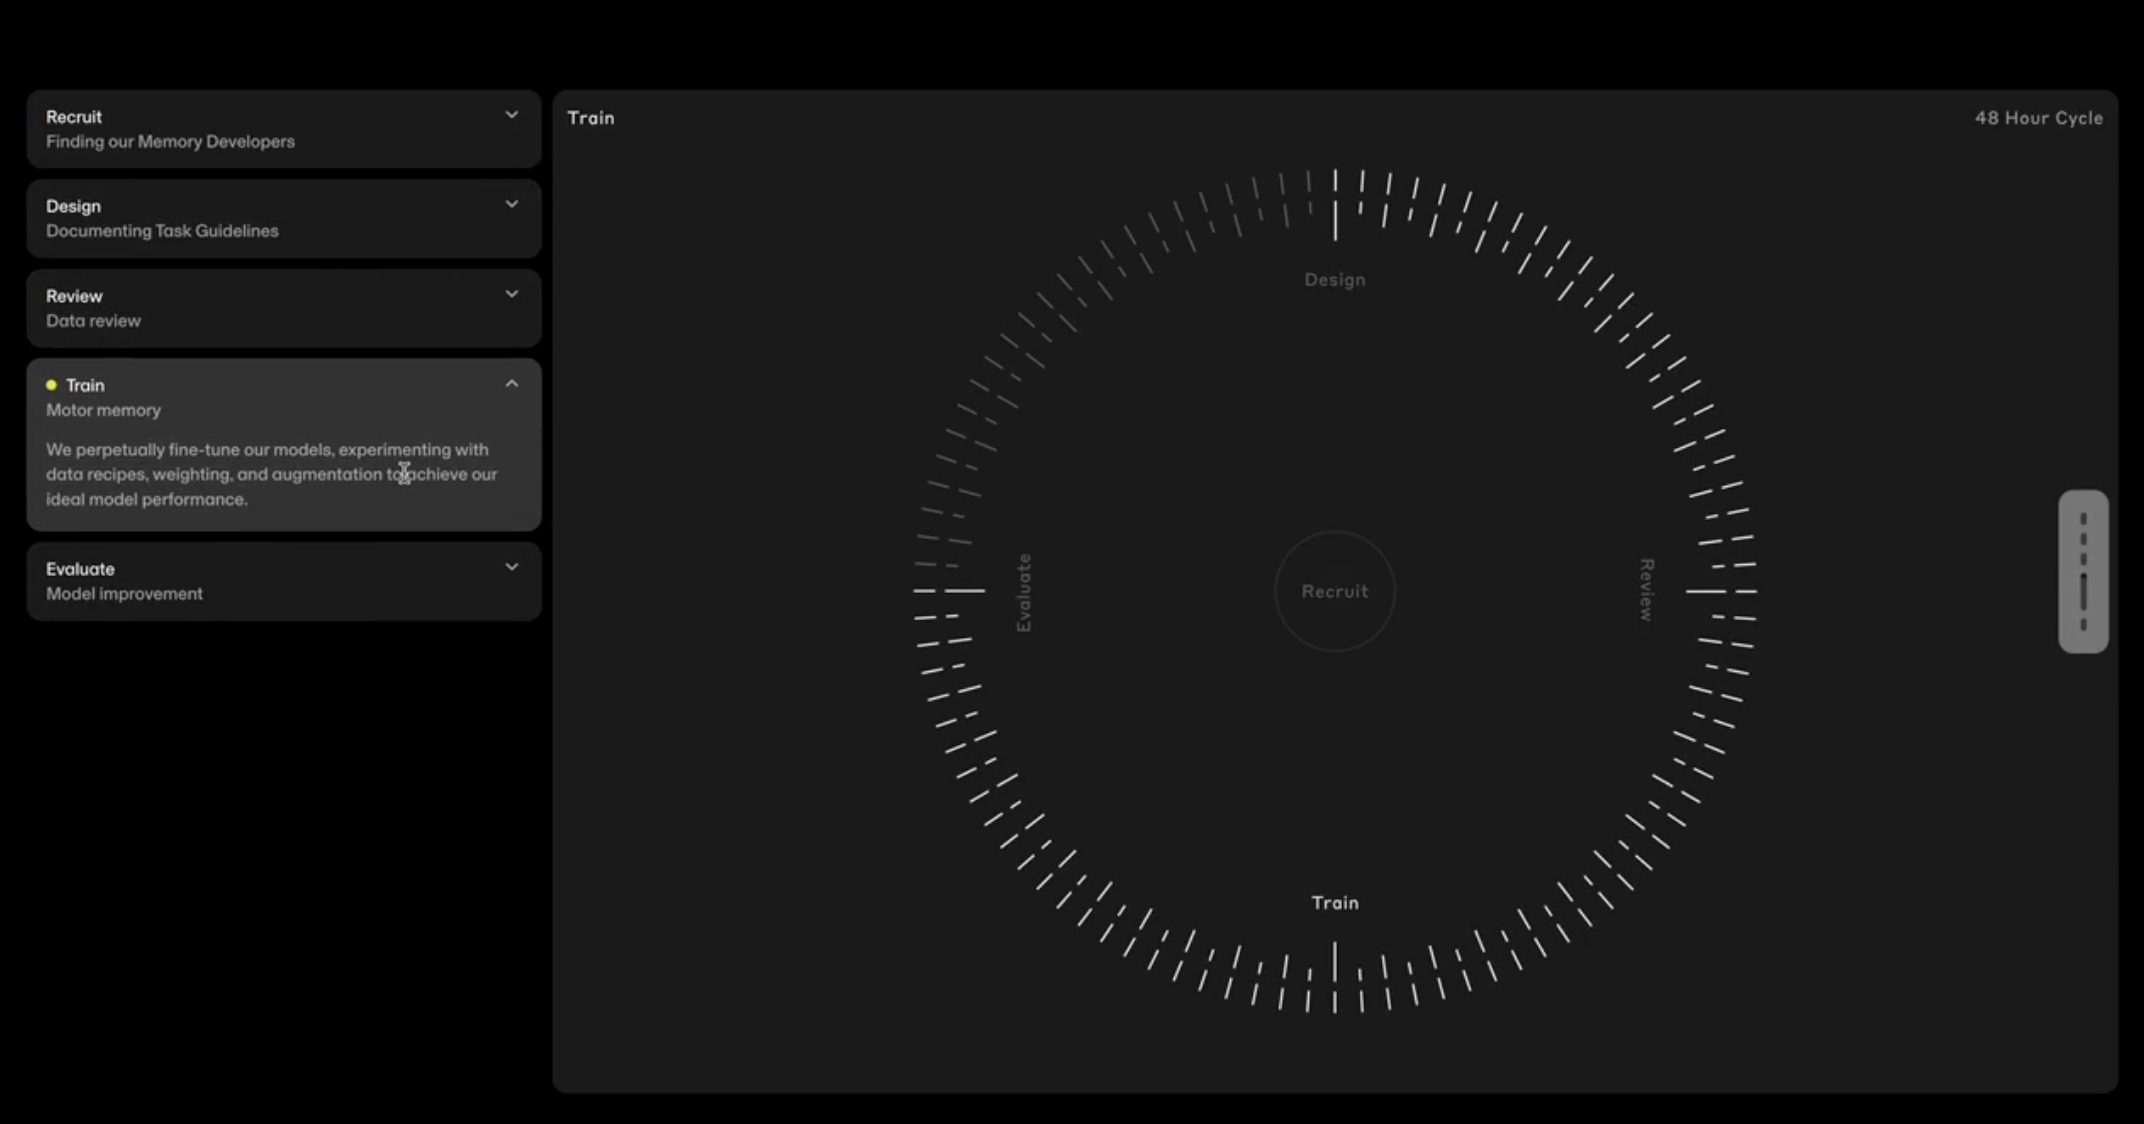 Recruit
Finding our Memory Developers
Design
Documenting Task Guidelines
Review
Data review
Train
Motor memory
We perpetually fine-tune our models, experimenting with
data recipes, weighting, and augmentation to achieve our
ideal model performance.
Evaluate
Model improvement
Train
48 Hour Cycle
Design
Evaluate
Recruit
Review
Train